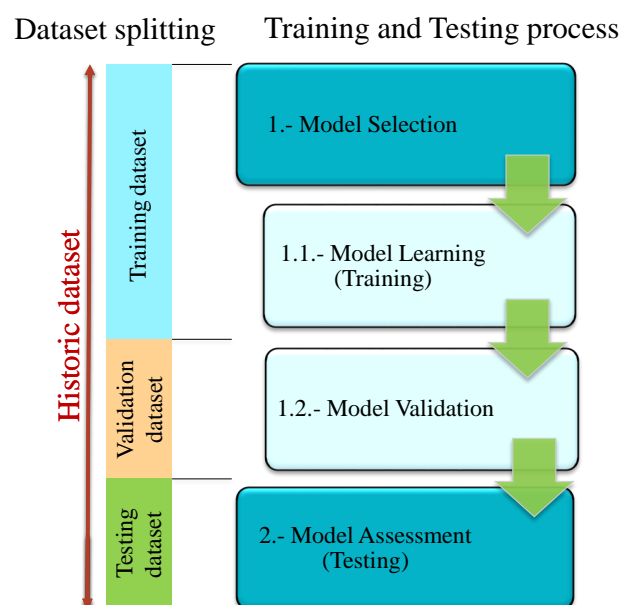 Dataset splitting
Training and Testing process
Historic dataset
Training dataset
Validation
dataset
Testing
dataset
1.- Model Selection
1.1.- Model Learning
(Training)
1.2.- Model Validation
2.- Model Assessment
(Testing)